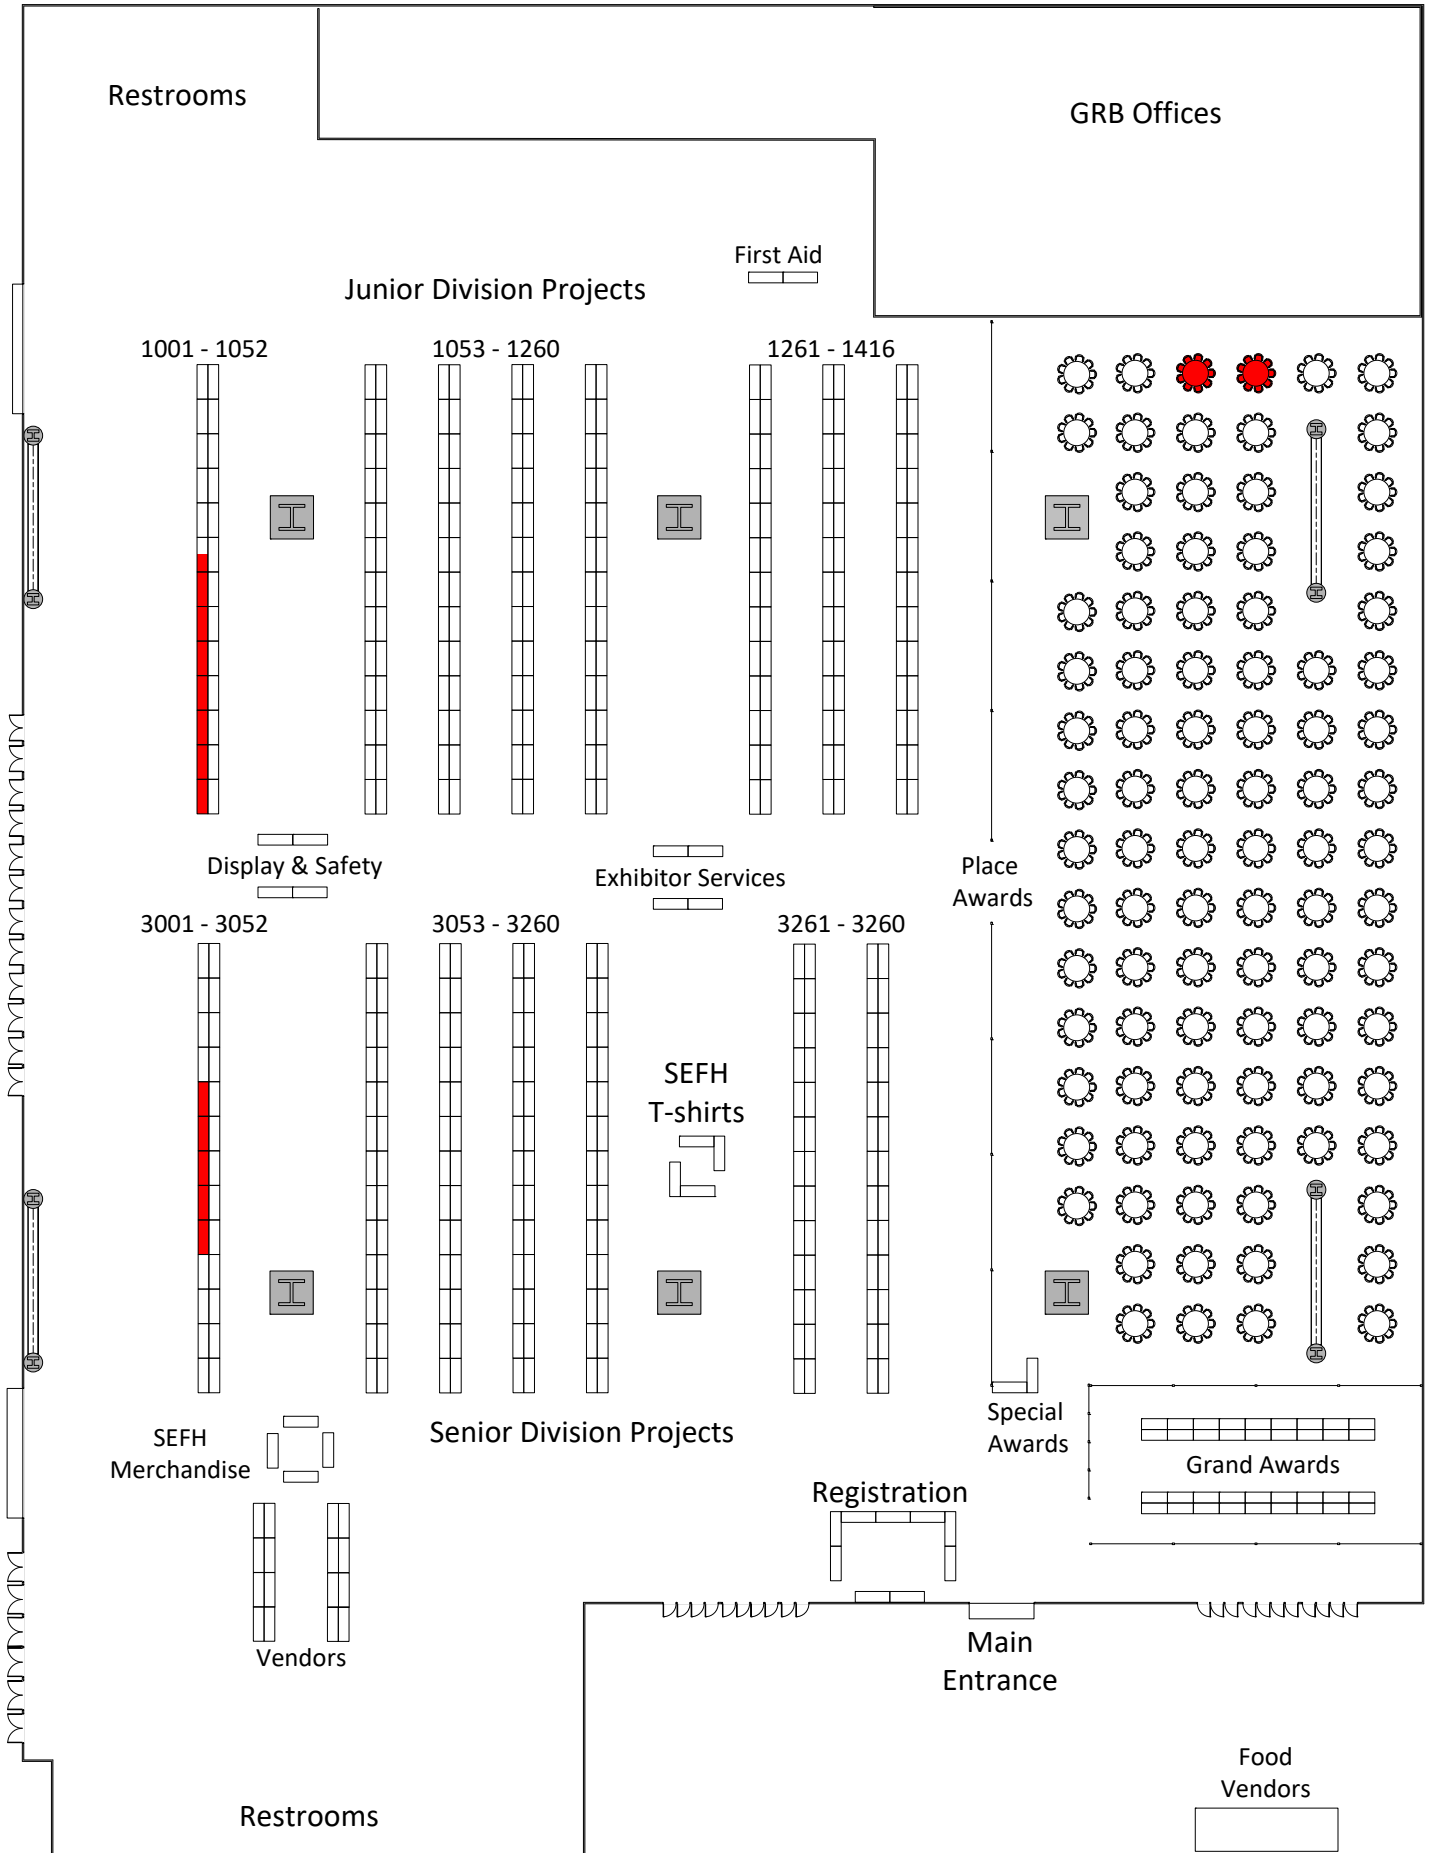 Restrooms
GRB Offices
First Aid
Junior Division Projects
1001 - 1052
1053 - 1260
1261 - 1416
Display & Safety
Exhibitor Services
Place
Awards
3001 - 3052
3053 - 3260
3261 - 3260
SEFH
T-shirts
Senior Division Projects
Special
Awards
SEFH
Merchandise
Grand Awards
Registration
Vendors
Main
Entrance
Food
Vendors
Restrooms